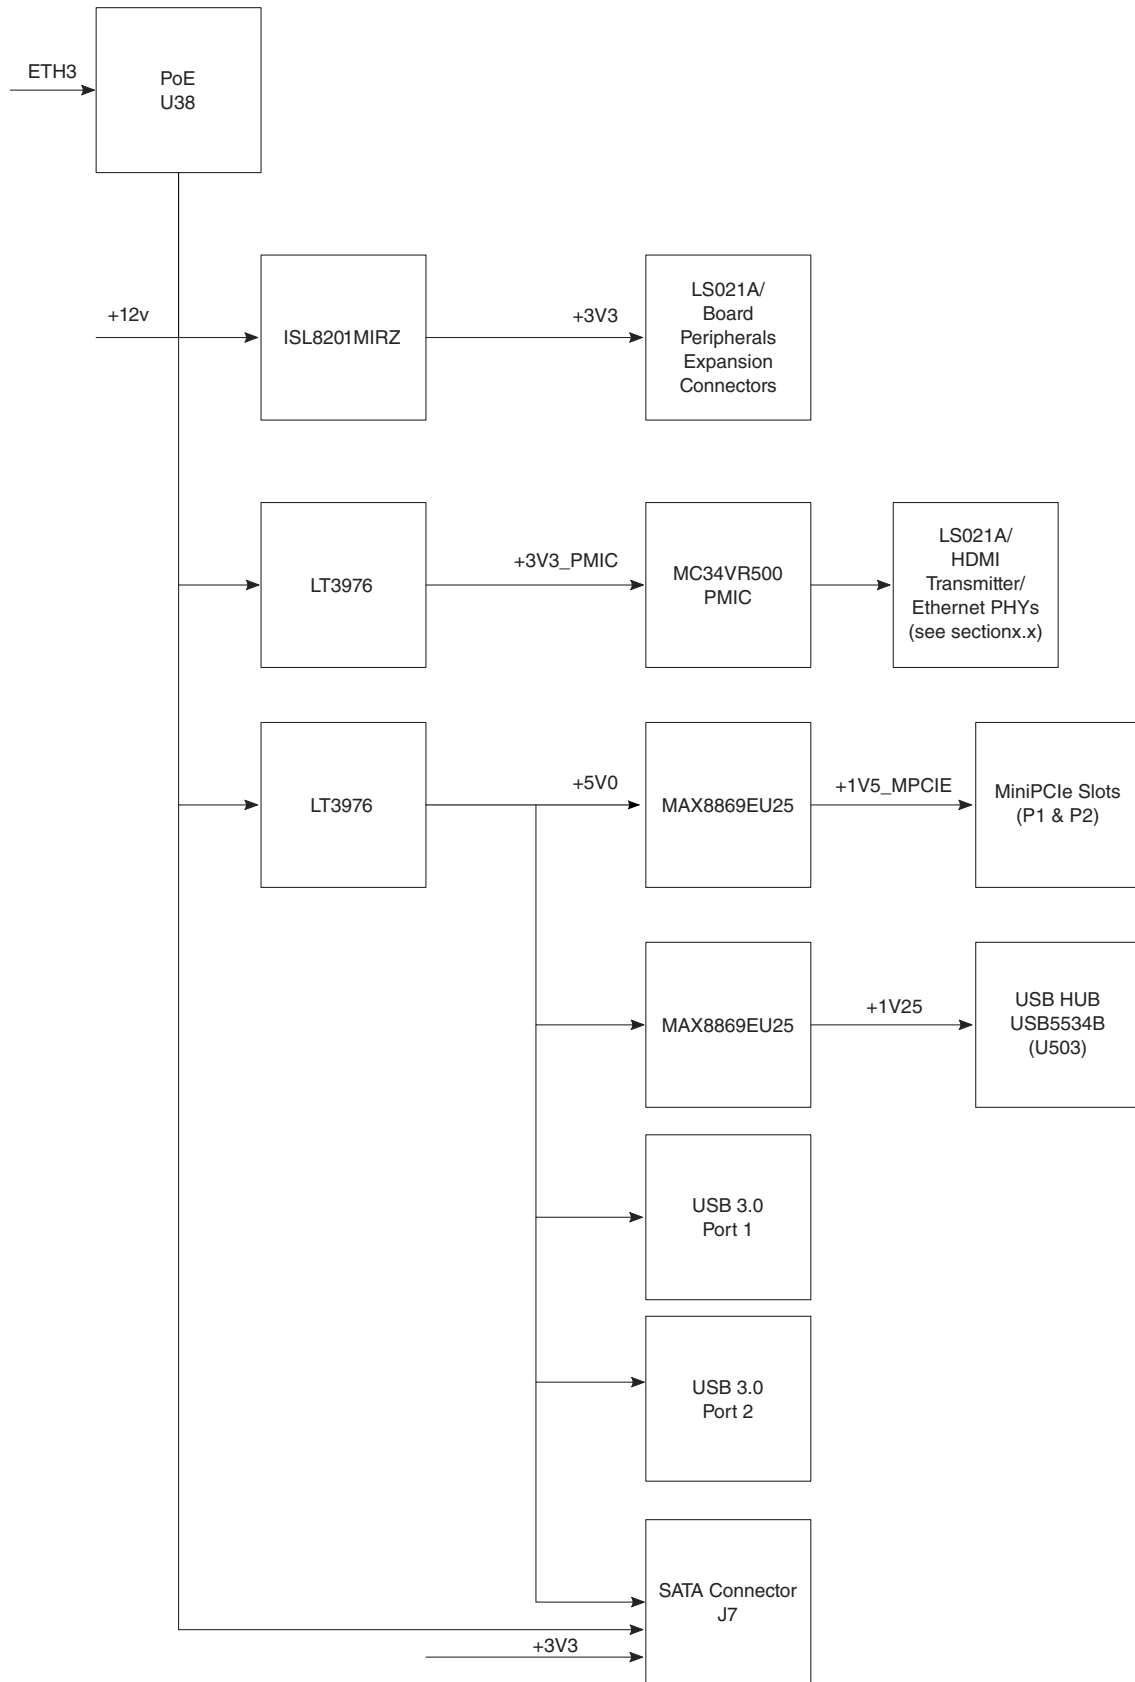 ETH3
PoE
U38
+12v
ISL8201MIRZ
+3V3
LS021A/
Board
Peripherals
Expansion
Connectors
LT3976
+3V3_PMIC
MC34VR500
PMIC
LS021A/
HDMI
Transmitter/
Ethernet PHYs
(see sectionx.x)
LT3976
+5V0
MAX8869EU25
+1V5_MPCIE
MiniPCIe Slots
(P1 & P2)
MAX8869EU25
+1V25
USB HUB
USB5534B
(U503)
USB 3.0
Port 1
USB 3.0
Port 2
SATA Connector
J7
+3V3